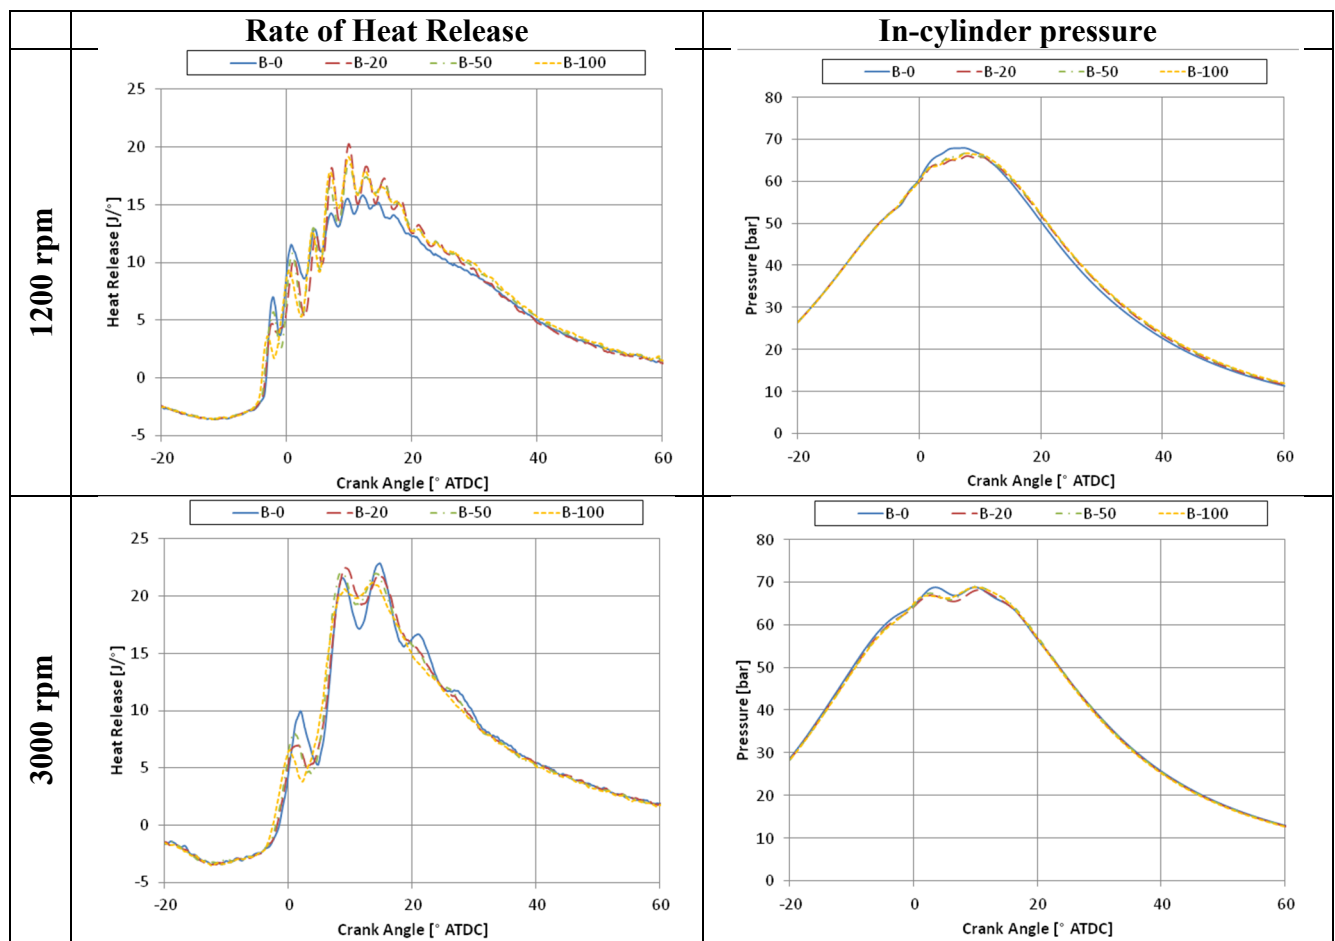 Rate of Heat Release
In-cylinder pressure
1200 rpm
B-0 B-20 B-50 B-100
Heat Release [J/°]
25
20
15
10
5
0
-5
-20 0 20 40 60
Crank Angle [° ATDC]
B-0 B-20 B-50 B-100
Pressure [bar]
80
70
60
50
40
30
20
10
0
-20 0 20 40 60
Crank Angle [° ATDC]
3000 rpm
B-0 B-20 B-50 B-100
Heat Release [J/°]
25
20
15
10
5
0
-5
-20 0 20 40 60
Crank Angle [° ATDC]
B-0 B-20 B-50 B-100
Pressure [bar]
80
70
60
50
40
30
20
10
0
-20 0 20 40 60
Crank Angle [° ATDC]